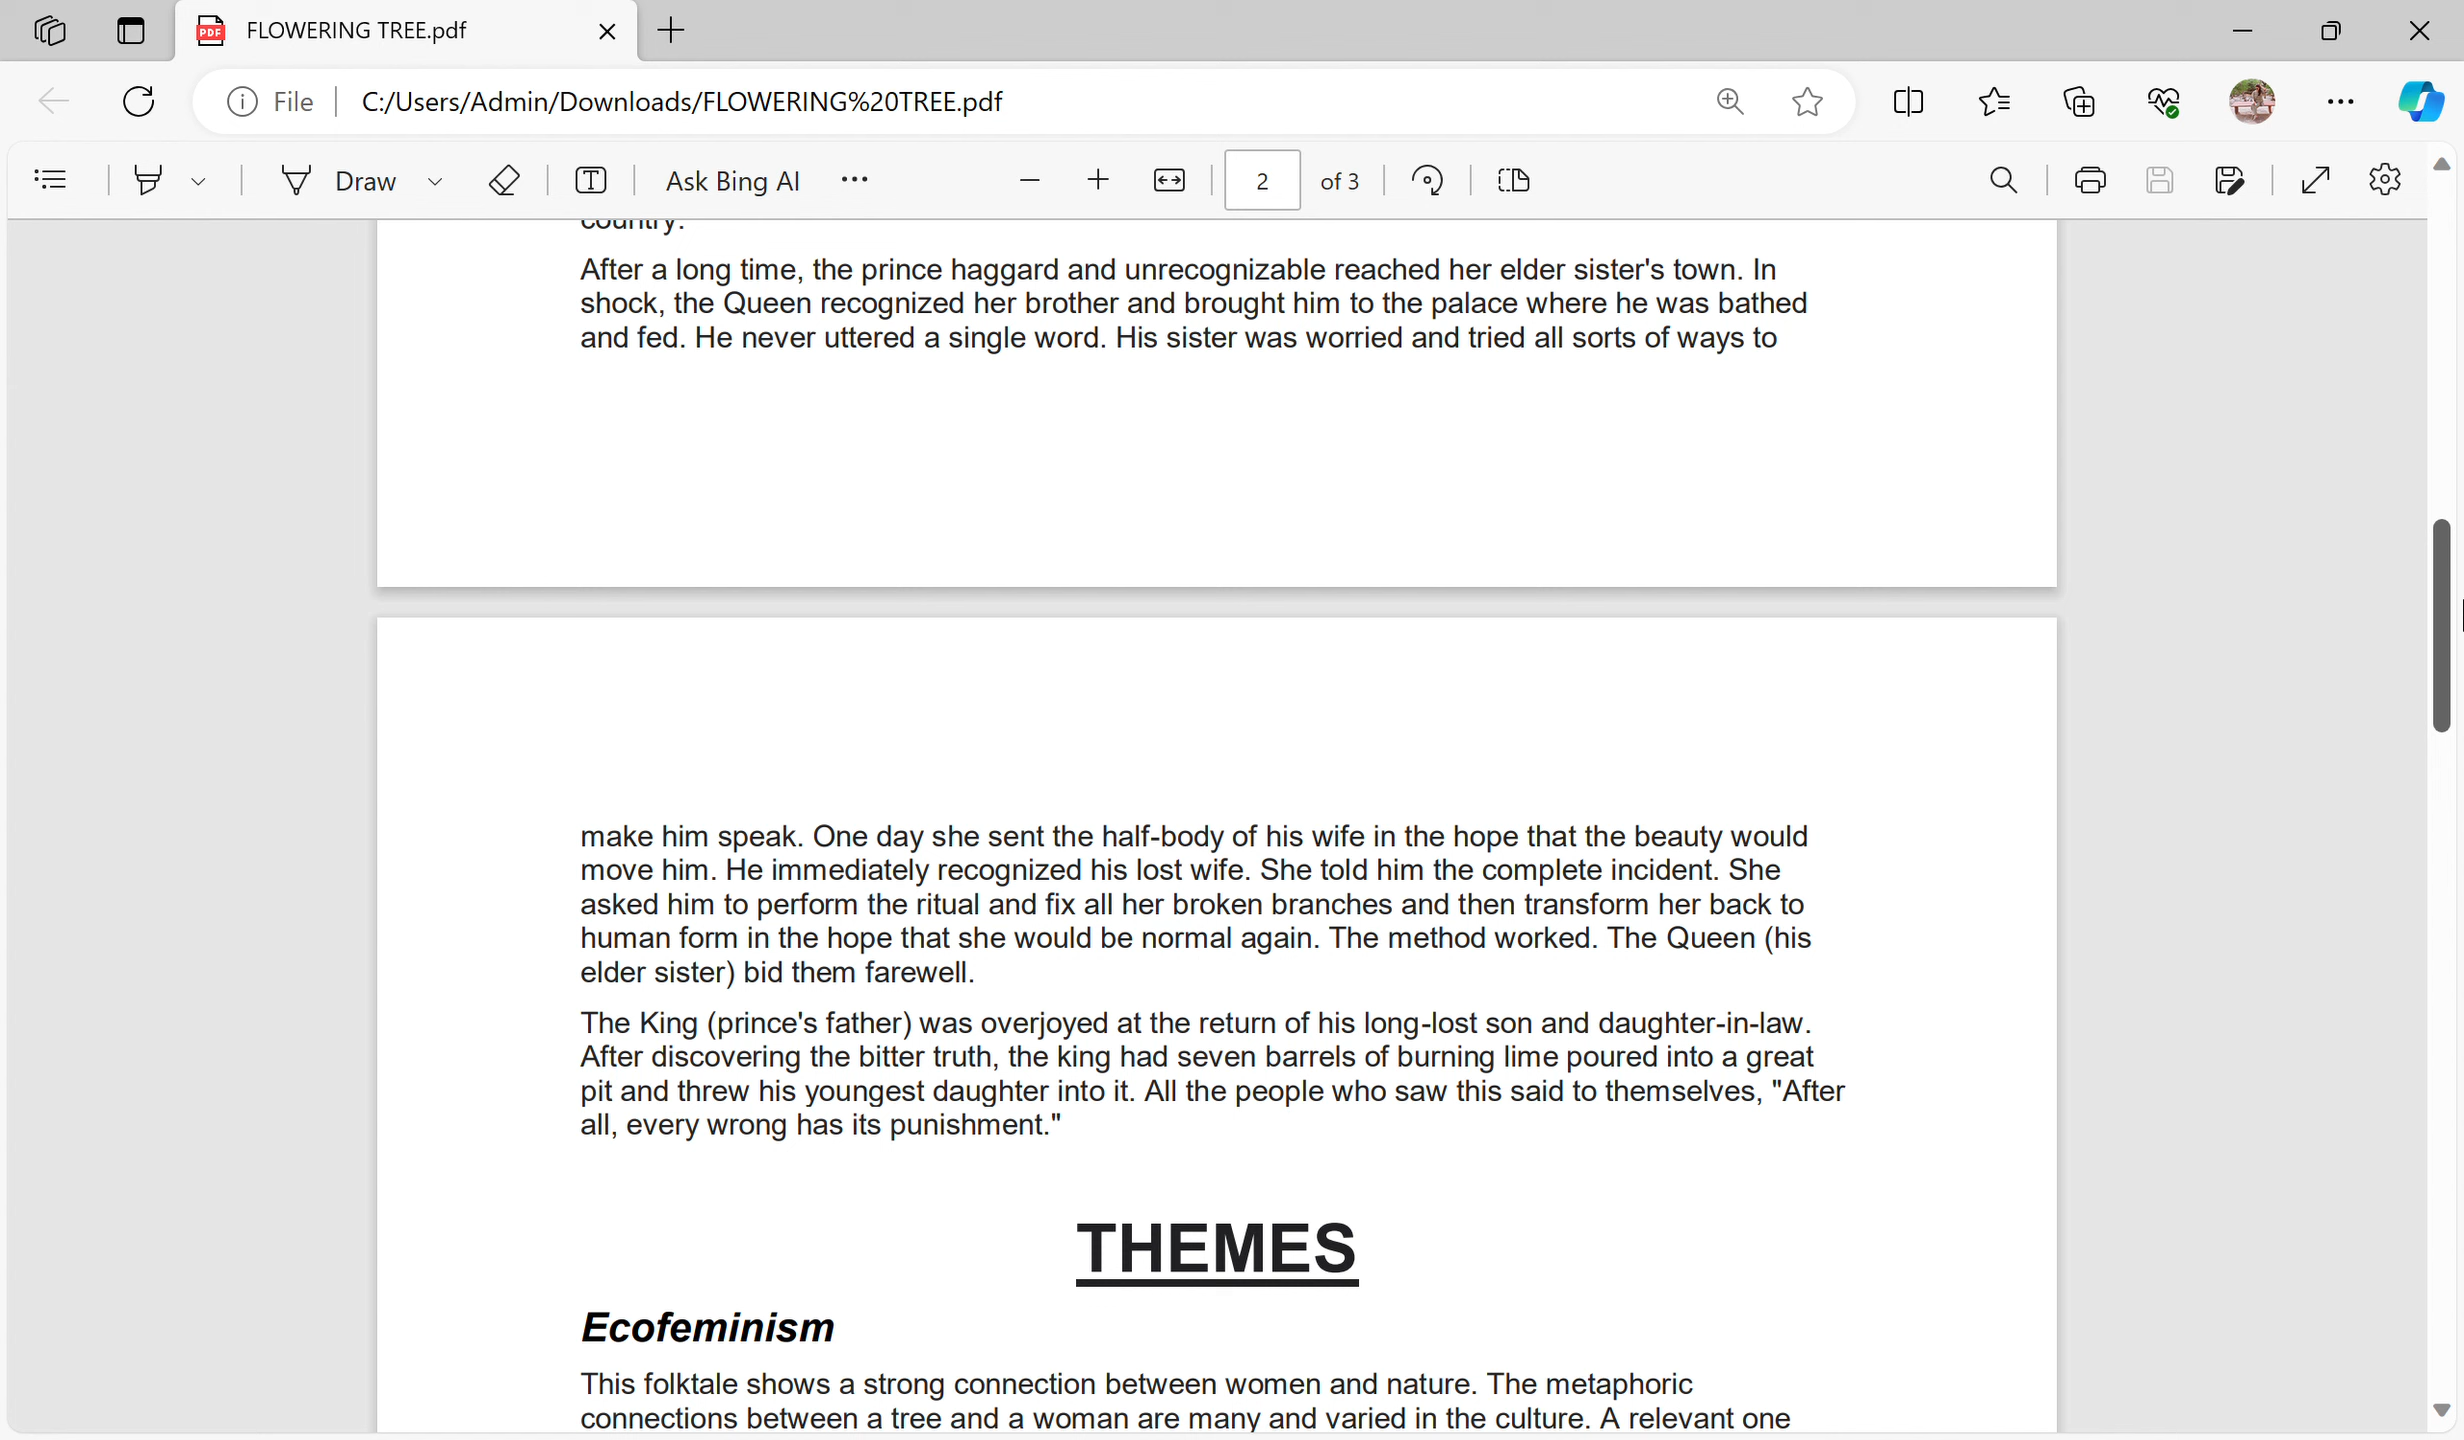 FLOWERING TREE.pdf
File
C:/Users/Admin/Downloads/FLOWERING%20TREE.pdf
Draw
Ask Bing AI
2
of 3
country.
After a long time, the prince haggard and unrecognizable reached her elder sister's town. In
shock, the Queen recognized her brother and brought him to the palace where he was bathed
and fed. He never uttered a single word. His sister was worried and tried all sorts of ways to
make him speak. One day she sent the half-body of his wife in the hope that the beauty would
move him. He immediately recognized his lost wife. She told him the complete incident. She
asked him to perform the ritual and fix all her broken branches and then transform her back to
human form in the hope that she would be normal again. The method worked. The Queen (his
elder sister) bid them farewell.
The King (prince's father) was overjoyed at the return of his long-lost son and daughter-in-law.
After discovering the bitter truth, the king had seven barrels of burning lime poured into a great
pit and threw his youngest daughter into it. All the people who saw this said to themselves, "After
all, every wrong has its punishment."
THEMES
Ecofeminism
This folktale shows a strong connection between women and nature. The metaphoric
connections between a tree and a woman are many and varied in the culture. A relevant one